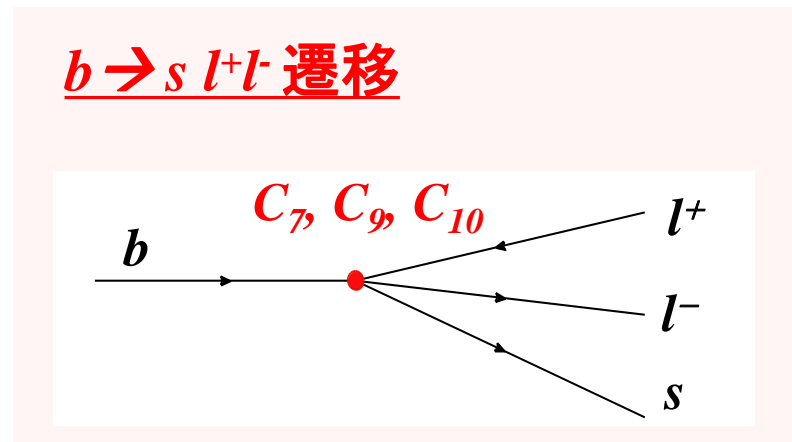 b → s l⁺l⁻ 遷移
C₇, C₉, C₁₀
b
l⁺
l⁻
s